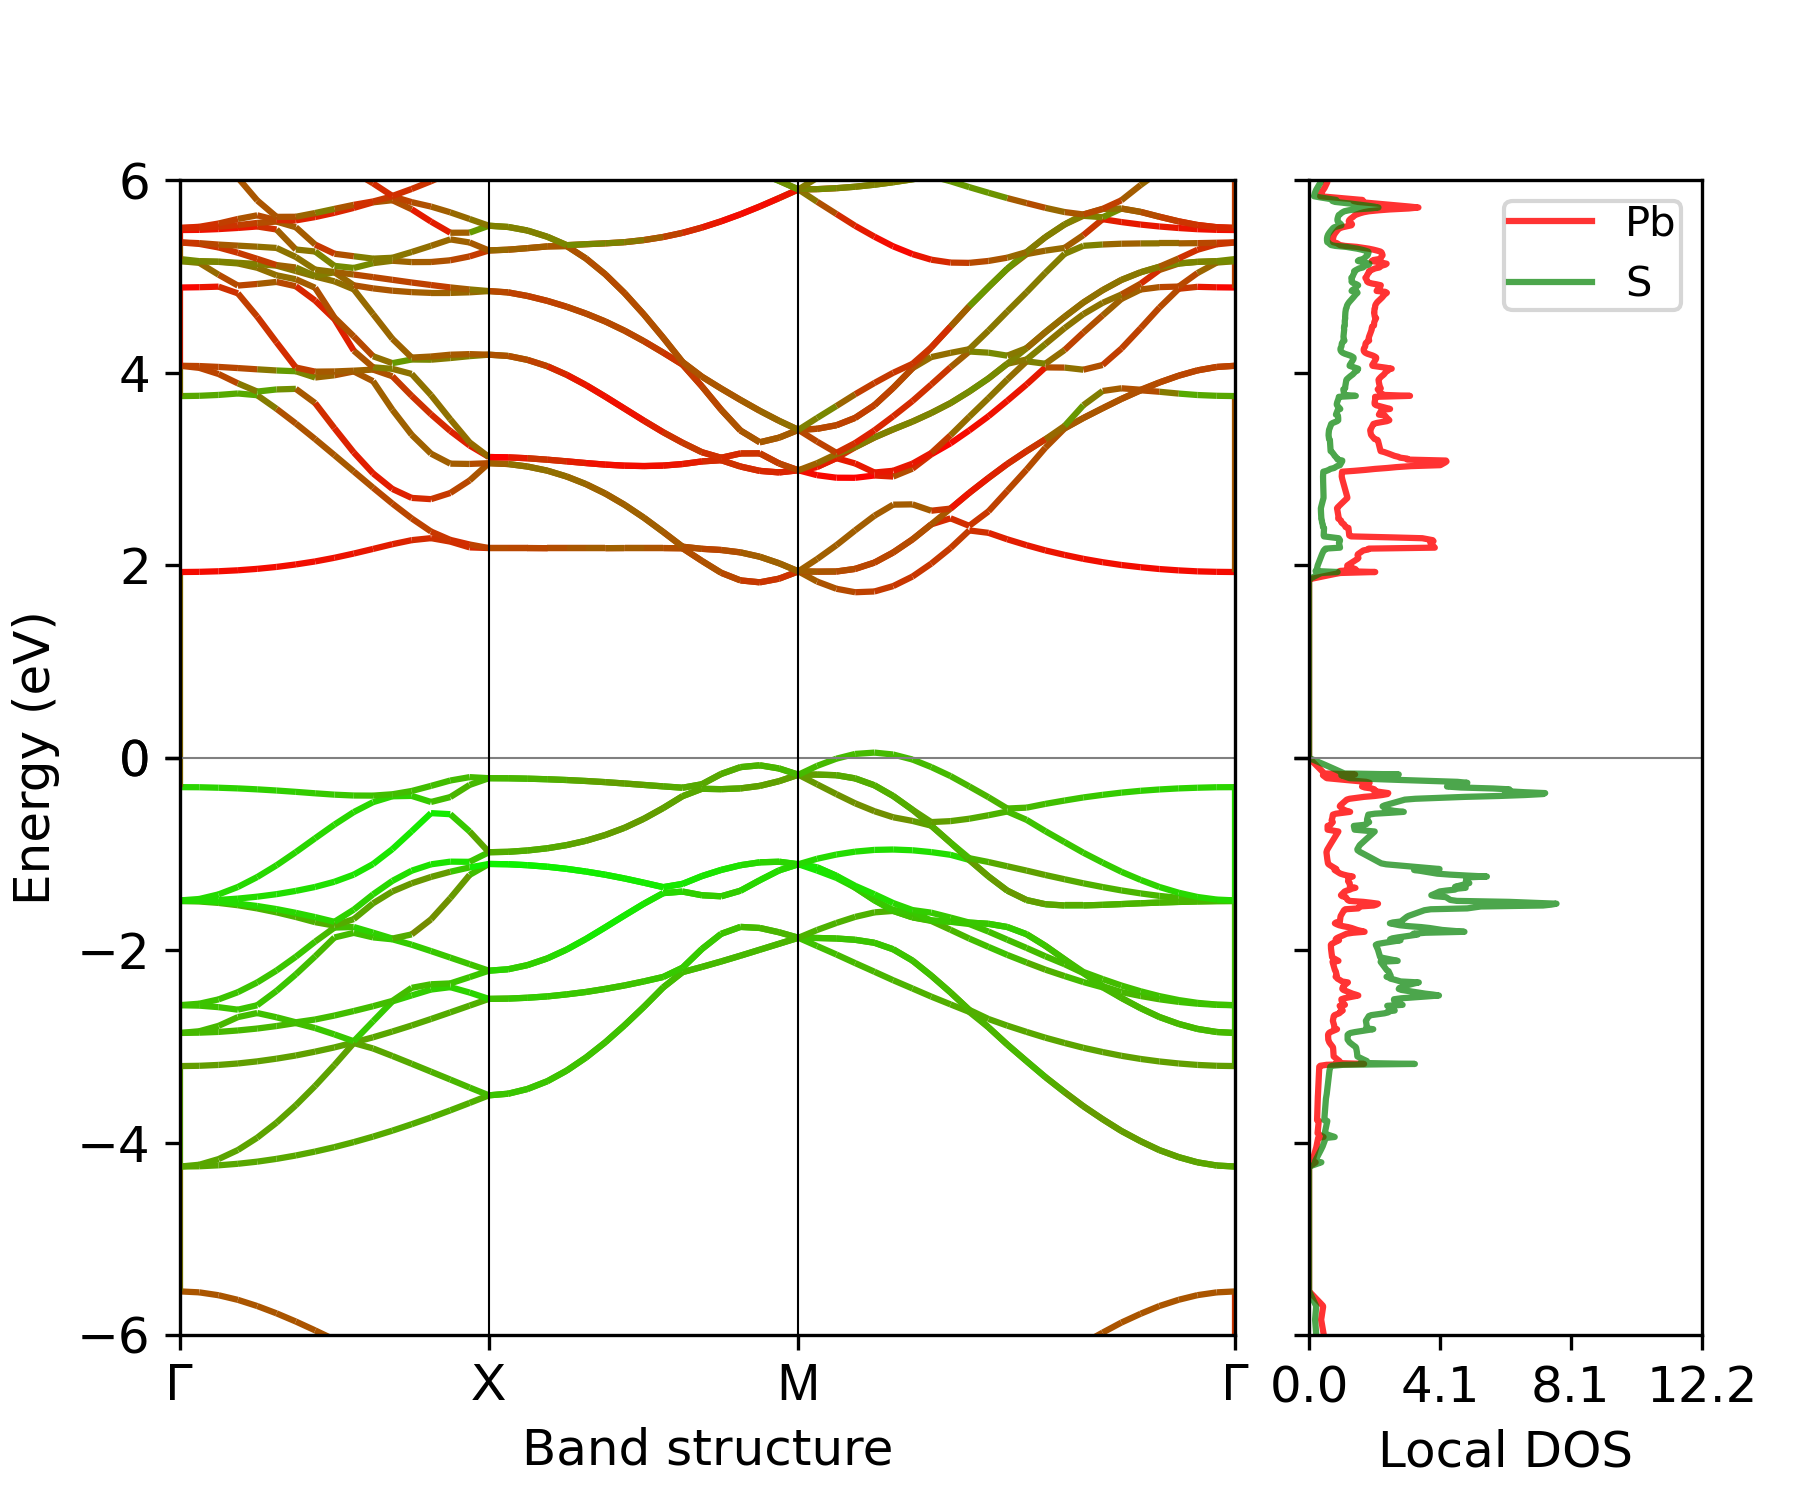 6
4
2
0
−2
−4
−6
Energy (eV)
Γ X M Γ
Band structure
Pb
S
0.0 4.1 8.1 12.2
Local DOS